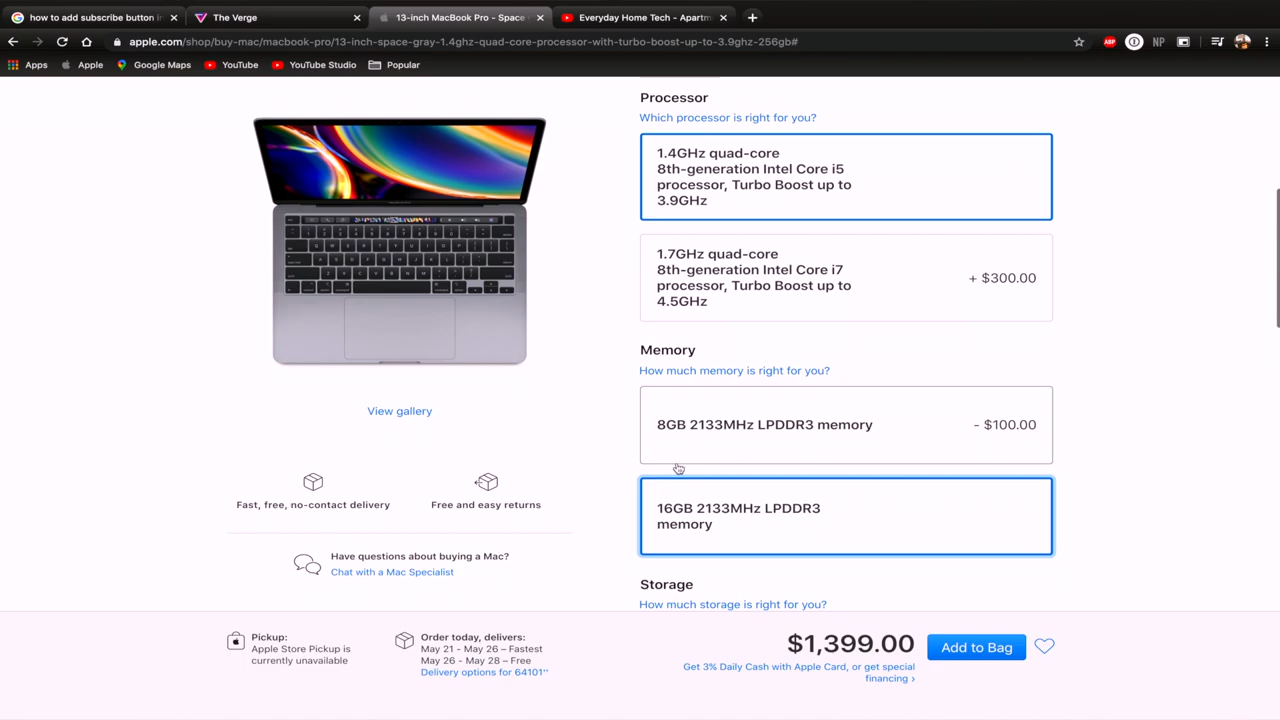 how to add subscribe button in
The Verge
13-inch MacBook Pro - Space
Everyday Home Tech - Apartm
apple.com/shop/buy-mac/macbook-pro/13-inch-space-gray-1.4ghz-quad-core-processor-with-turbo-boost-up-to-3.9ghz-256gb#
ABP
NP
Apps
Apple
Google Maps
YouTube
YouTube Studio
Popular
View gallery
Fast, free, no-contact delivery
Free and easy returns
Have questions about buying a Mac?
Chat with a Mac Specialist
Processor
Which processor is right for you?
1.4GHz quad-core
8th-generation Intel Core i5
processor, Turbo Boost up to
3.9GHz
1.7GHz quad-core
8th-generation Intel Core i7
processor, Turbo Boost up to
4.5GHz
+ $300.00
Memory
How much memory is right for you?
8GB 2133MHz LPDDR3 memory
- $100.00
16GB 2133MHz LPDDR3
memory
Storage
How much storage is right for you?
Pickup:
Apple Store Pickup is
currently unavailable
Order today, delivers:
May 21 - May 26 – Fastest
May 26 - May 28 – Free
Delivery options for 64101**
$1,399.00
Get 3% Daily Cash with Apple Card, or get special
financing ›
Add to Bag